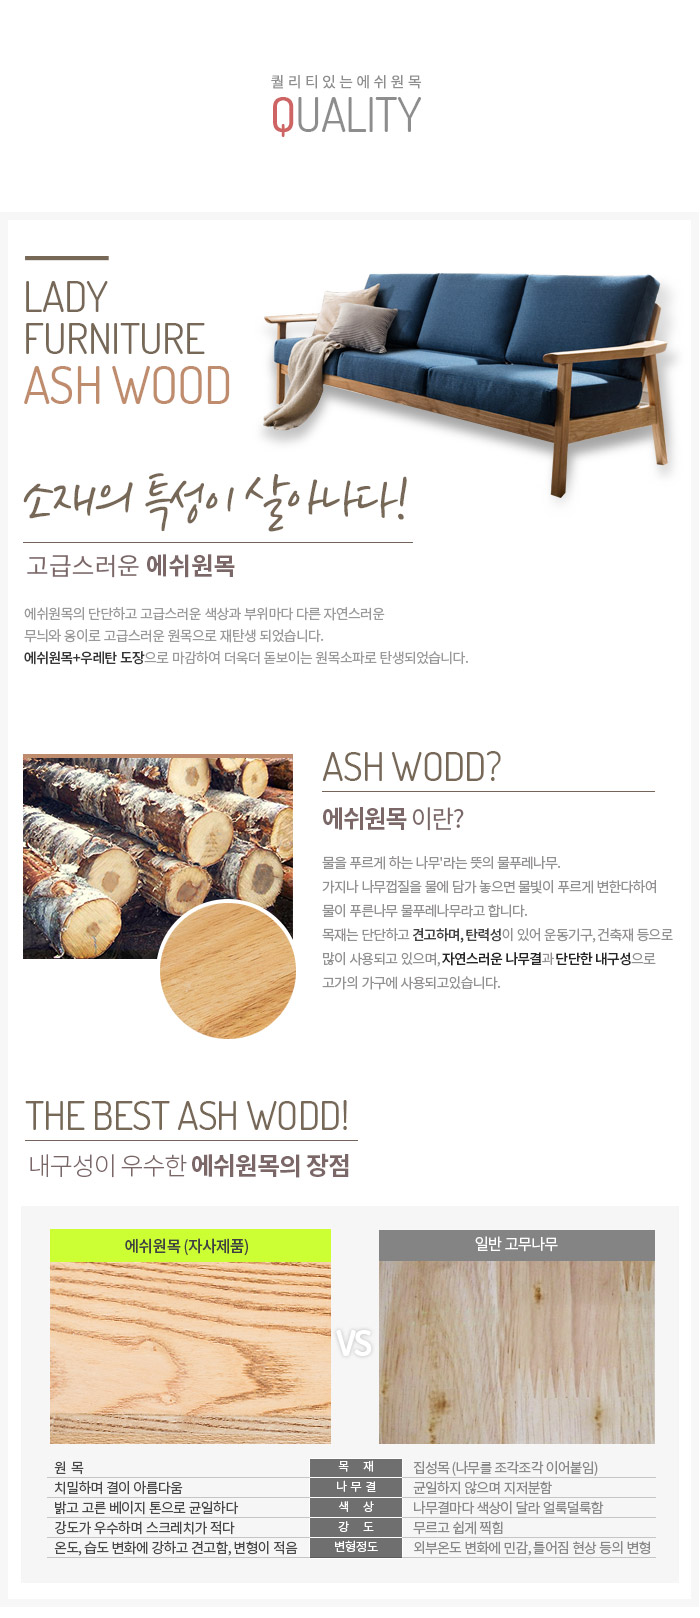 퀄리티있는에쉬원목
QUALITY
LADY
FURNITURE
ASH WOOD
소재의 특성이 살아나다!
고급스러운 에쉬원목
에쉬원목의 단단하고 고급스러운 색상과 부위마다 다른 자연스러운
무늬와 옹이로 고급스러운 원목으로 재탄생 되었습니다.
에쉬원목+우레탄 도장으로 마감하여 더욱더 돋보이는 원목소파로 탄생되었습니다.
ASH WODD?
에쉬원목 이란?
물을 푸르게 하는 나무'라는 뜻의 물푸레나무.
가지나 나무껍질을 물에 담가 놓으면 물빛이 푸르게 변한다하여
물이 푸른나무 물푸레나무라고 합니다.
목재는 단단하고 견고하며, 탄력성이 있어 운동기구, 건축재 등으로
많이 사용되고 있으며, 자연스러운 나무결과 단단한 내구성으로
고가의 가구에 사용되고있습니다.
THE BEST ASH WODD!
내구성이 우수한 에쉬원목의 장점
에쉬원목 (자사제품)
일반 고무나무
VS
원 목 목 재 집성목 (나무를 조각조각 이어붙임)
치밀하며 결이 아름다움 나 무 결 균일하지 않으며 지저분함
밝고 고른 베이지 톤으로 균일하다 색 상 나무결마다 색상이 달라 얼룩덜룩함
강도가 우수하며 스크레치가 적다 강 도 무르고 쉽게 찍힘
온도, 습도 변화에 강하고 견고함, 변형이 적음 변형정도 외부온도 변화에 민감, 틀어짐 현상 등의 변형